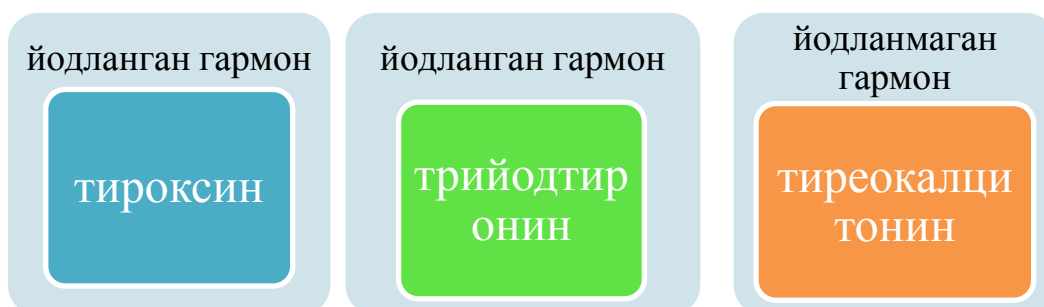 йодланган гармон
тироксин
йодланган гармон
трийодтир
онин
йодланмаган
гармон
тиреокалци
тонин